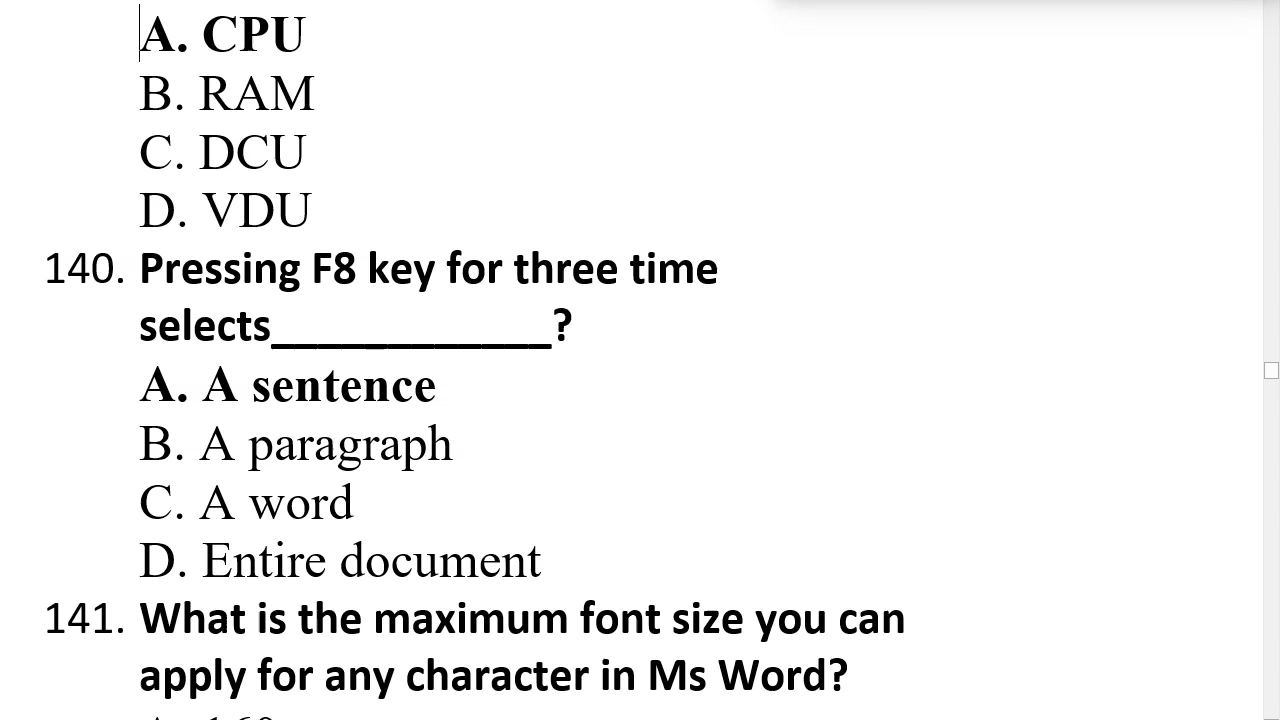 A. CPU
B. RAM
C. DCU
D. VDU
140. Pressing F8 key for three time
selects____________?
A. A sentence
B. A paragraph
C. A word
D. Entire document
141. What is the maximum font size you can
apply for any character in Ms Word?